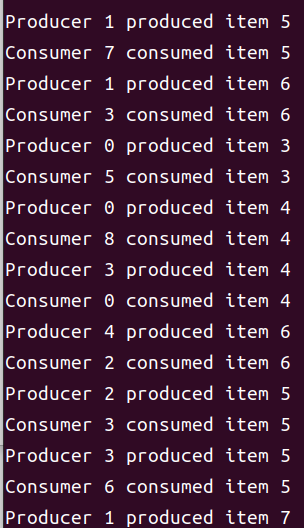 Producer 1 produced item 5
Consumer 7 consumed item 5
Producer 1 produced item 6
Consumer 3 consumed item 6
Producer 0 produced item 3
Consumer 5 consumed item 3
Producer 0 produced item 4
Consumer 8 consumed item 4
Producer 3 produced item 4
Consumer 0 consumed item 4
Producer 4 produced item 6
Consumer 2 consumed item 6
Producer 2 produced item 5
Consumer 3 consumed item 5
Producer 3 produced item 5
Consumer 6 consumed item 5
Producer 1 produced item 7